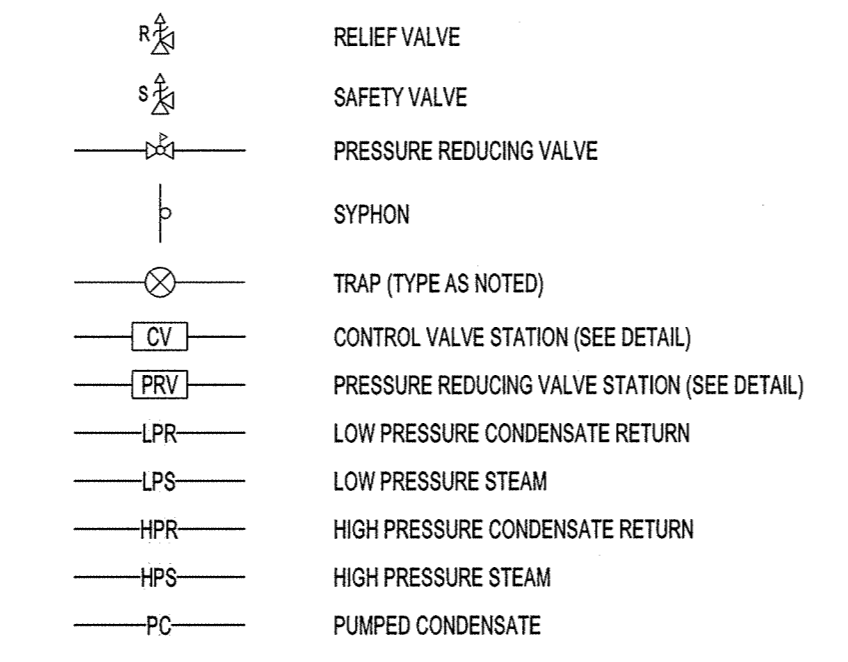 R RELIEF VALVE
S SAFETY VALVE
PRESSURE REDUCING VALVE
SYPHON
TRAP (TYPE AS NOTED)
CV CONTROL VALVE STATION (SEE DETAIL)
PRV PRESSURE REDUCING VALVE STATION (SEE DETAIL)
LPR LOW PRESSURE CONDENSATE RETURN
LPS LOW PRESSURE STEAM
HPR HIGH PRESSURE CONDENSATE RETURN
HPS HIGH PRESSURE STEAM
PC PUMPED CONDENSATE